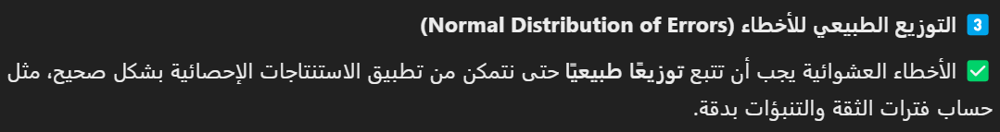 3️⃣ التوزيع الطبيعي للأخطاء (Normal Distribution of Errors)
✅ الأخطاء العشوائية يجب أن تتبع توزيعًا طبيعيًا حتى نتمكن من تطبيق الاستنتاجات الإحصائية بشكل صحيح، مثل
حساب فترات الثقة والتنبؤات بدقة.